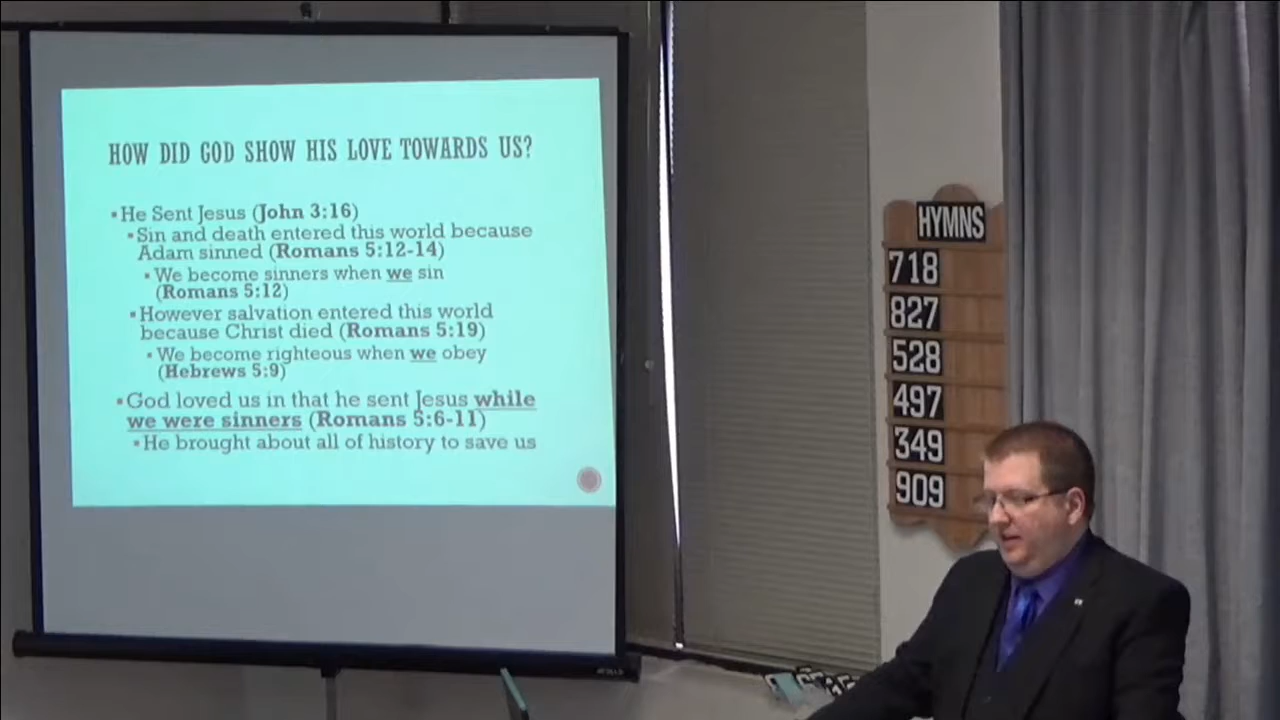 HOW DID GOD SHOW HIS LOVE TOWARDS US?
▪He Sent Jesus (John 3:16)
▪Sin and death entered this world because
Adam sinned (Romans 5:12-14)
▪We become sinners when we sin
(Romans 5:12)
▪However salvation entered this world
because Christ died (Romans 5:19)
▪We become righteous when we obey
(Hebrews 5:9)
▪God loved us in that he sent Jesus while
we were sinners (Romans 5:6-11)
▪He brought about all of history to save us
HYMNS
718
827
528
497
349
909